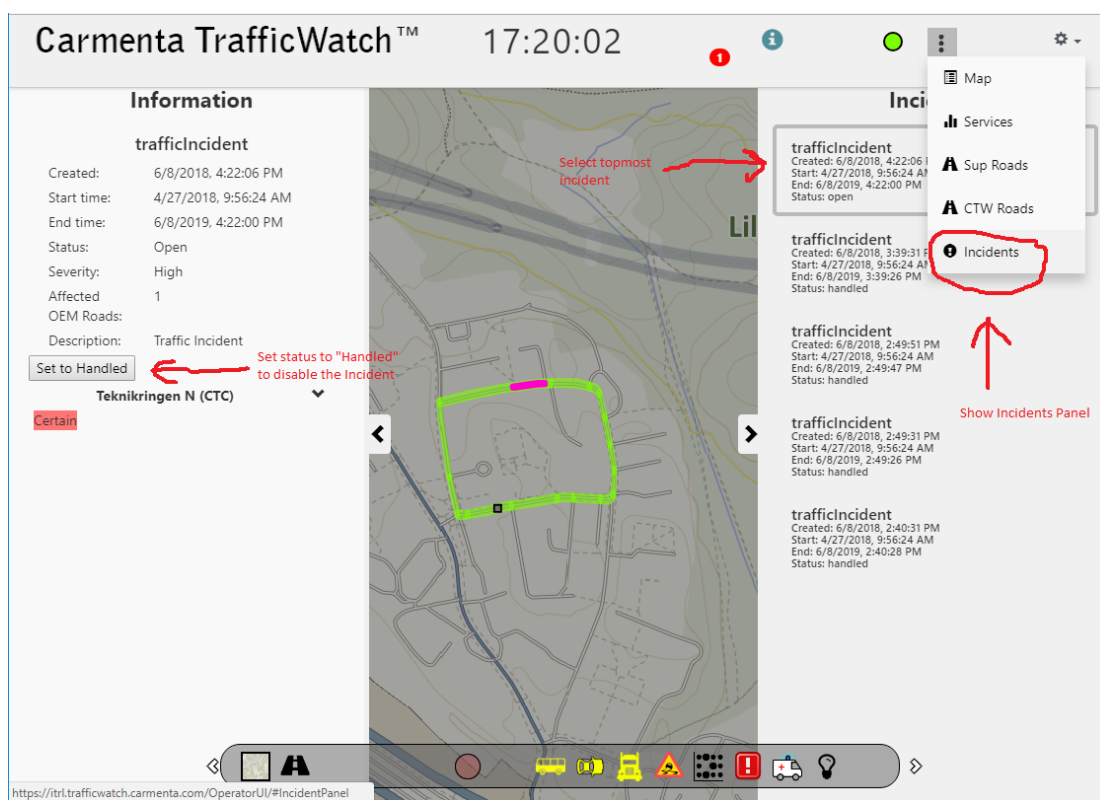 Carmenta TrafficWatch™
17:20:02
1
Information
trafficIncident
Created: 6/8/2018, 4:22:06 PM
Start time: 4/27/2018, 9:56:24 AM
End time: 6/8/2019, 4:22:00 PM
Status: Open
Severity: High
Affected OEM Roads: 1
Description: Traffic Incident
Set to Handled
Set status to "Handled"
to disable the Incident
Teknikringen N (CTC)
Certain
Select topmost
incident
Lil
Inci
trafficIncident
Created: 6/8/2018, 4:22:06
Start: 4/27/2018, 9:56:24 AM
End: 6/8/2019, 4:22:00 PM
Status: open
trafficIncident
Created: 6/8/2018, 3:39:31
Start: 4/27/2018, 9:56:24 AM
End: 6/8/2019, 3:39:26 PM
Status: handled
trafficIncident
Created: 6/8/2018, 2:49:51 PM
Start: 4/27/2018, 9:56:24 AM
End: 6/8/2019, 2:49:47 PM
Status: handled
trafficIncident
Created: 6/8/2018, 2:49:31 PM
Start: 4/27/2018, 9:56:24 AM
End: 6/8/2019, 2:49:26 PM
Status: handled
trafficIncident
Created: 6/8/2018, 2:40:31 PM
Start: 4/27/2018, 9:56:24 AM
End: 6/8/2019, 2:40:28 PM
Status: handled
Map
Services
Sup Roads
CTW Roads
Incidents
Show Incidents Panel
https://itrl.trafficwatch.carmenta.com/OperatorUI/#IncidentPanel